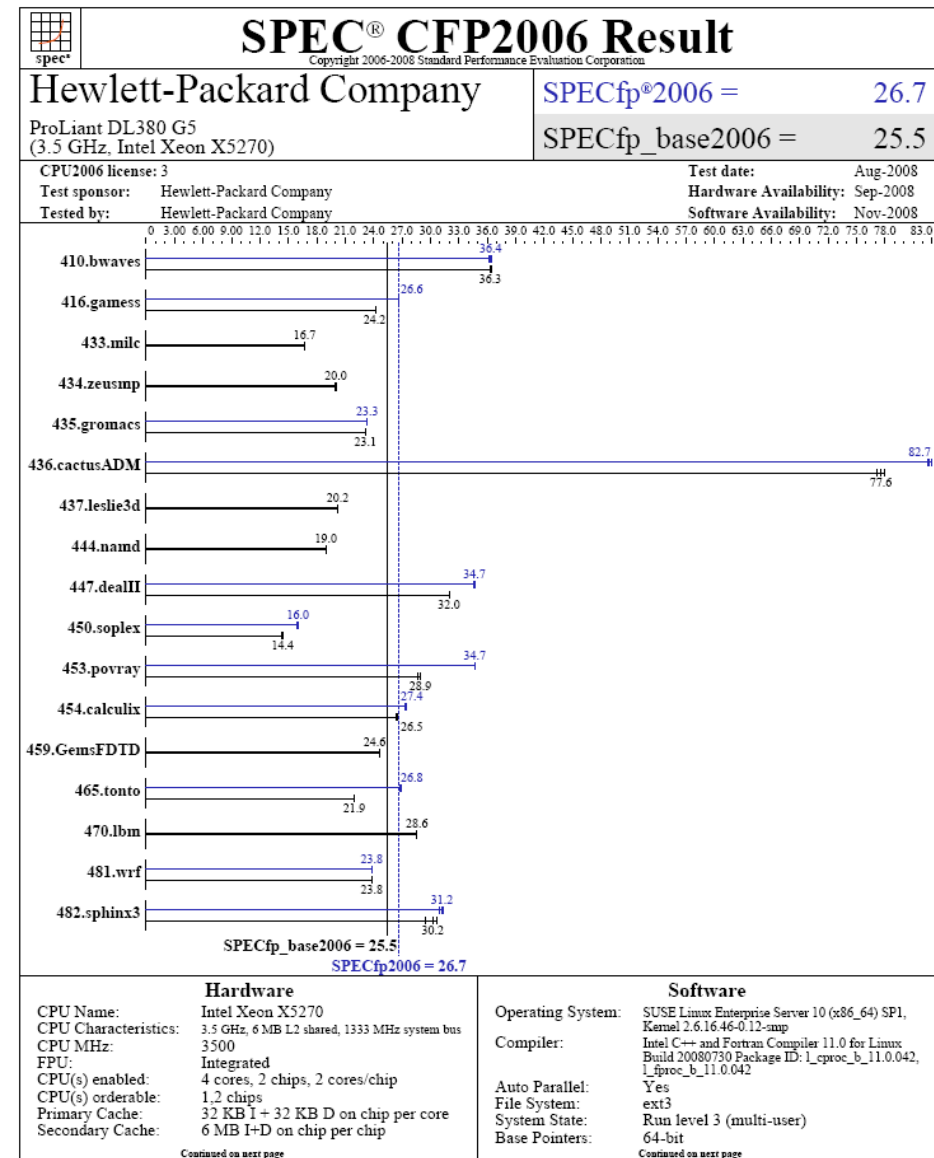 spec®
SPEC® CFP2006 Result
Copyright 2006-2008 Standard Performance Evaluation Corporation
Hewlett-Packard Company
ProLiant DL380 G5
(3.5 GHz, Intel Xeon X5270)
SPECfp®2006 = 26.7
SPECfp_base2006 = 25.5
CPU2006 license: 3
Test sponsor: Hewlett-Packard Company
Tested by: Hewlett-Packard Company
Test date: Aug-2008
Hardware Availability: Sep-2008
Software Availability: Nov-2008
0 3.00 6.00 9.00 12.0 15.0 18.0 21.0 24.0 27.0 30.0 33.0 36.0 39.0 42.0 45.0 48.0 51.0 54.0 57.0 60.0 63.0 66.0 69.0 72.0 75.0 78.0 83.0
36.4
410.bwaves
36.3
26.6
416.gamess
24.2
16.7
433.milc
20.0
434.zeusmp
23.3
435.gromacs
23.1
82.7
436.cactusADM
77.6
20.2
437.leslie3d
19.0
444.namd
34.7
447.dealII
32.0
16.0
450.soplex
14.4
34.7
453.povray
28.9
27.4
454.calculix
26.5
24.6
459.GemsFDTD
26.8
465.tonto
21.9
28.6
470.lbm
23.8
481.wrf
23.8
31.2
482.sphinx3
30.2
SPECfp_base2006 = 25.5
SPECfp2006 = 26.7
Hardware
CPU Name: Intel Xeon X5270
CPU Characteristics: 3.5 GHz, 6 MB L2 shared, 1333 MHz system bus
CPU MHz: 3500
FPU: Integrated
CPU(s) enabled: 4 cores, 2 chips, 2 cores/chip
CPU(s) orderable: 1,2 chips
Primary Cache: 32 KB I + 32 KB D on chip per core
Secondary Cache: 6 MB I+D on chip per chip
Continued on next page
Software
Operating System: SUSE Linux Enterprise Server 10 (x86_64) SP1,
Kernel 2.6.16.46-0.12-smp
Compiler: Intel C++ and Fortran Compiler 11.0 for Linux
Build 20080730 Package ID: l_cproc_b_11.0.042,
l_fproc_b_11.0.042
Auto Parallel: Yes
File System: ext3
System State: Run level 3 (multi-user)
Base Pointers: 64-bit
Continued on next page